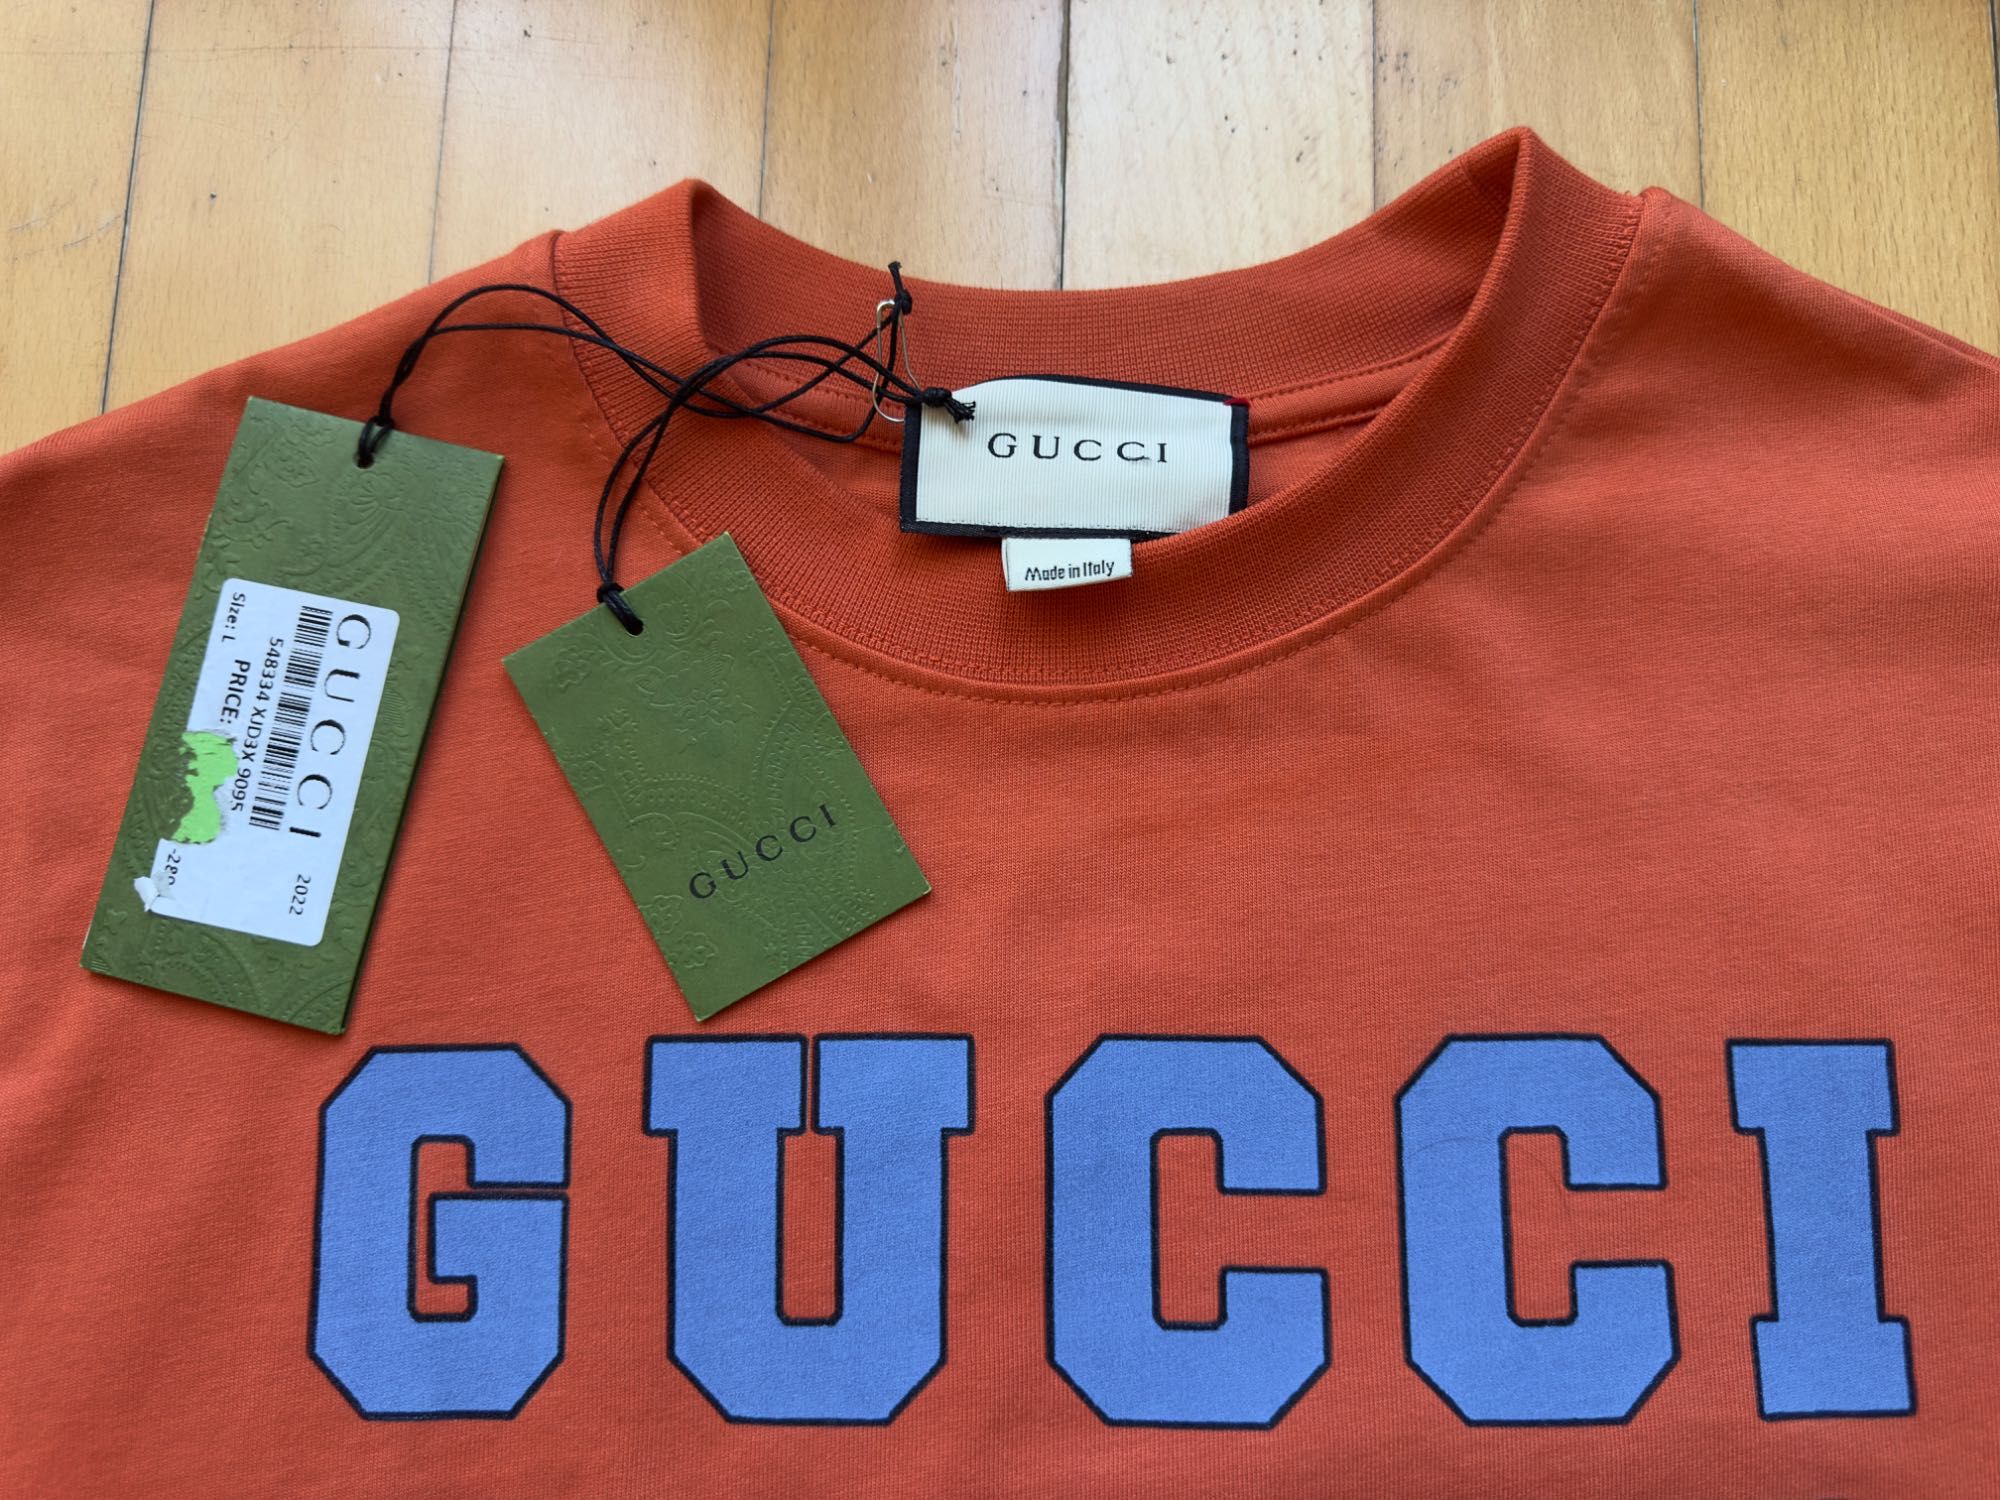 GUCCI
Made in Italy
GUCCI
548334 XJD3X 9095
Size: L PRICE:
2022
GUCCI
GUCCI